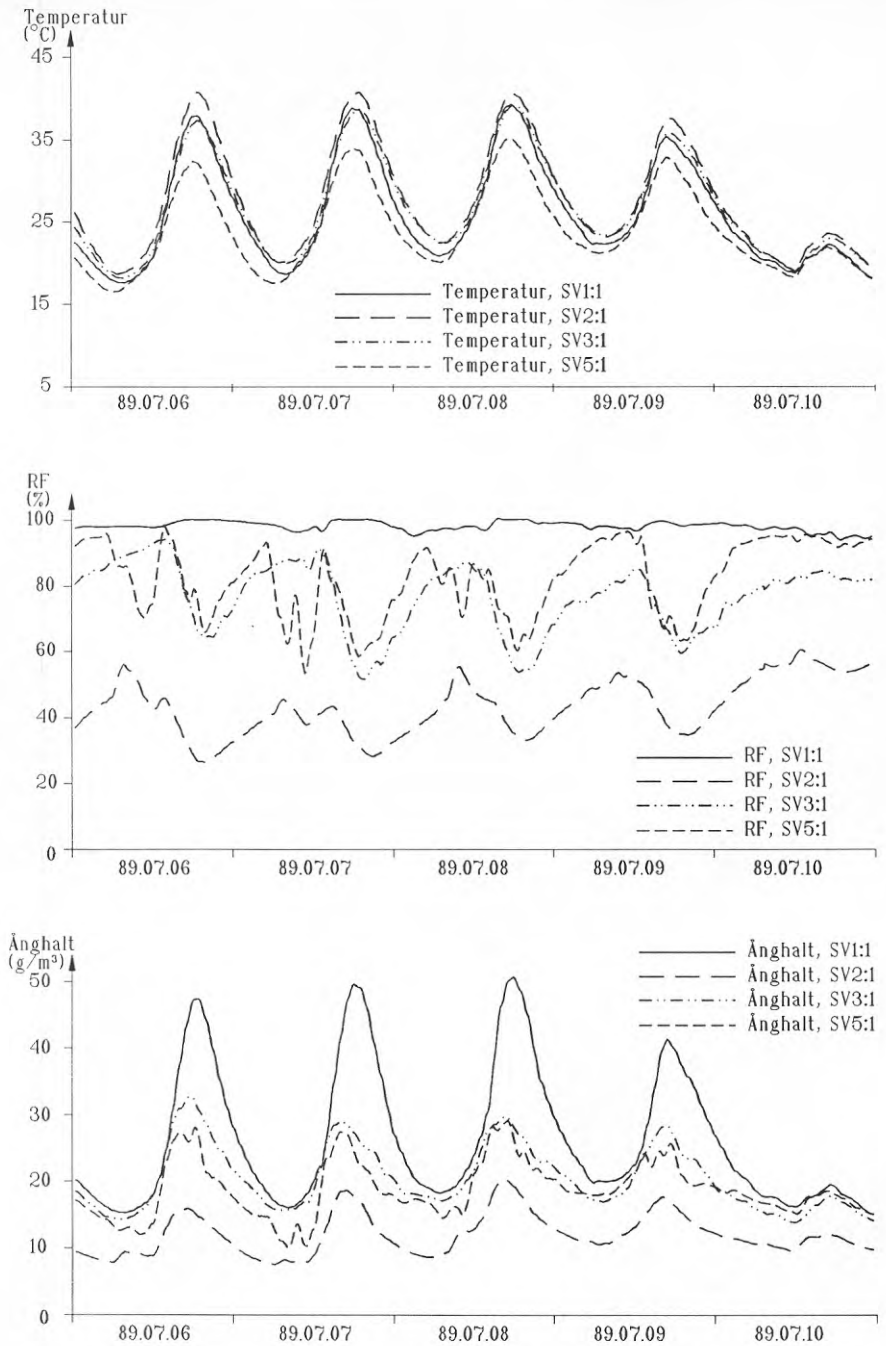 Temperatur
(°C)
45
35
25
15
5
Temperatur, SV1:1
Temperatur, SV2:1
Temperatur, SV3:1
Temperatur, SV5:1
89.07.06 89.07.07 89.07.08 89.07.09 89.07.10
RF
(%)
100
80
60
40
20
0
RF, SV1:1
RF, SV2:1
RF, SV3:1
RF, SV5:1
89.07.06 89.07.07 89.07.08 89.07.09 89.07.10
Ånghalt
(g/m³)
50
40
30
20
10
0
Ånghalt, SV1:1
Ånghalt, SV2:1
Ånghalt, SV3:1
Ånghalt, SV5:1
89.07.06 89.07.07 89.07.08 89.07.09 89.07.10